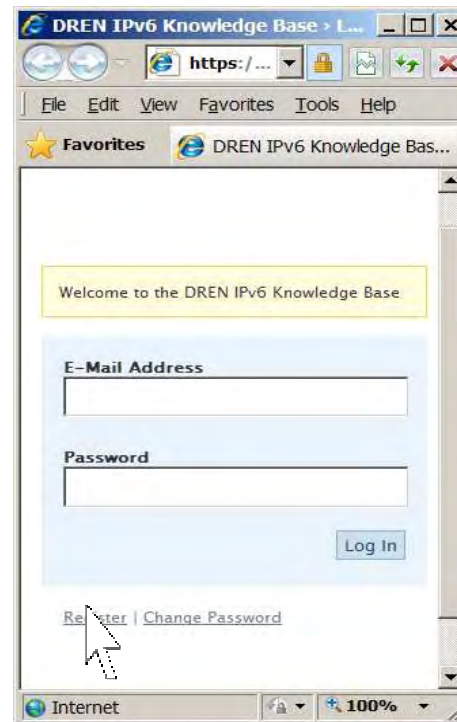 DREN IPv6 Knowledge Base › L...
https:/...
File Edit View Favorites Tools Help
Favorites DREN IPv6 Knowledge Bas...
Welcome to the DREN IPv6 Knowledge Base
E-Mail Address
Password
Log In
Register | Change Password
Internet 100%